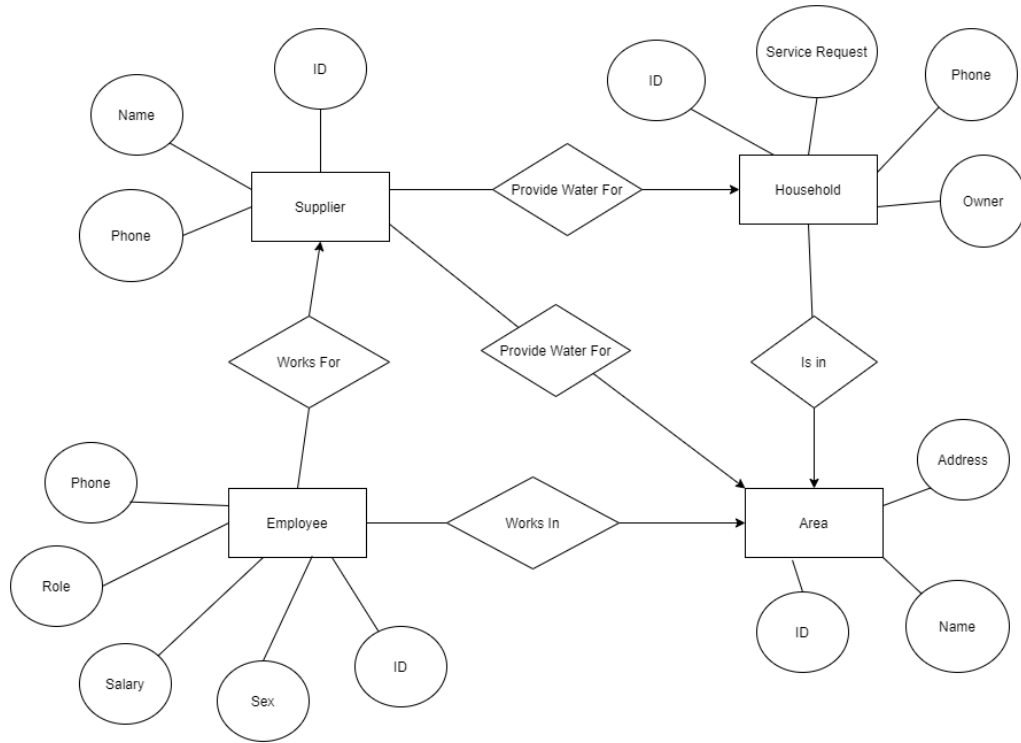 Service Request
ID
ID
Phone
Name
Provide Water For
Household
Supplier
Owner
Phone
Provide Water For
Works For
Is in
Address
Phone
Employee
Works In
Area
Role
ID
Name
ID
Salary
Sex